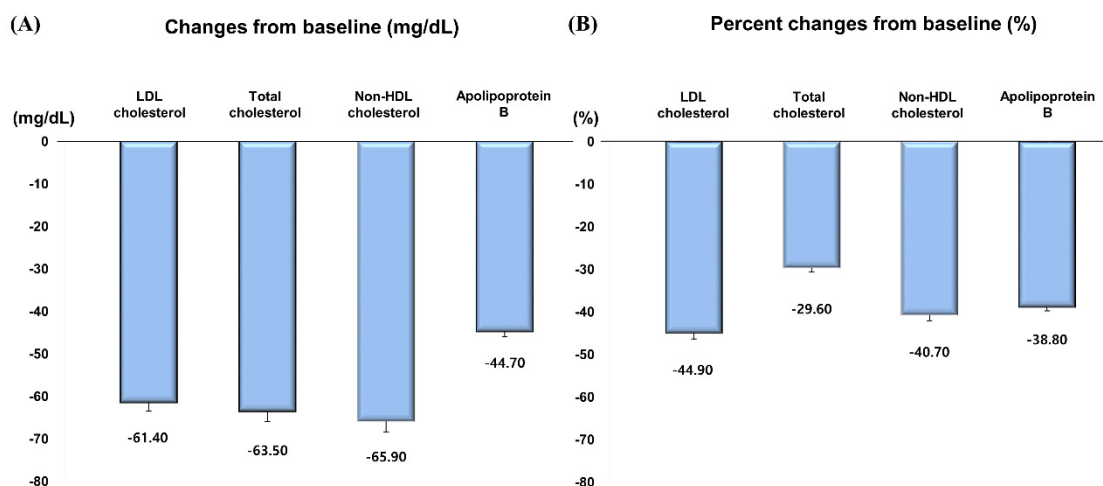 (A)
Changes from baseline (mg/dL)
LDL
cholesterol
Total
cholesterol
Non-HDL
cholesterol
Apolipoprotein
B
(mg/dL)
0
-10
-20
-30
-40
-50
-60
-70
-80
-61.40
-63.50
-65.90
-44.70
(B)
Percent changes from baseline (%)
LDL
cholesterol
Total
cholesterol
Non-HDL
cholesterol
Apolipoprotein
B
(%)
0
-10
-20
-30
-40
-50
-60
-70
-80
-44.90
-29.60
-40.70
-38.80